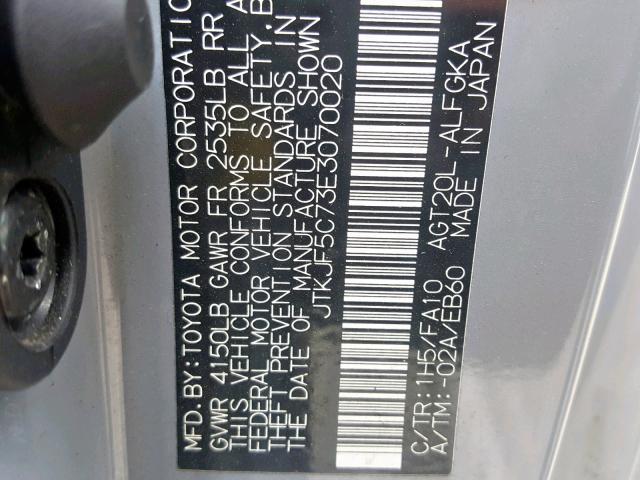 MFD. BY: TOYOTA MOTOR CORPORATIO
GVWR 4150LB GAWR FR 2535LB RR
THIS VEHICLE CONFORMS TO ALL A
FEDERAL MOTOR VEHICLE SAFETY, B
THEFT PREVENTION STANDARDS IN
THE DATE OF MANUFACTURE SHOWN
JTKJF5C73E3070020
C/TR: 1H5/FA10 AGT20L-ALFGKA
A/TM: -02A/EB60 MADE IN JAPAN